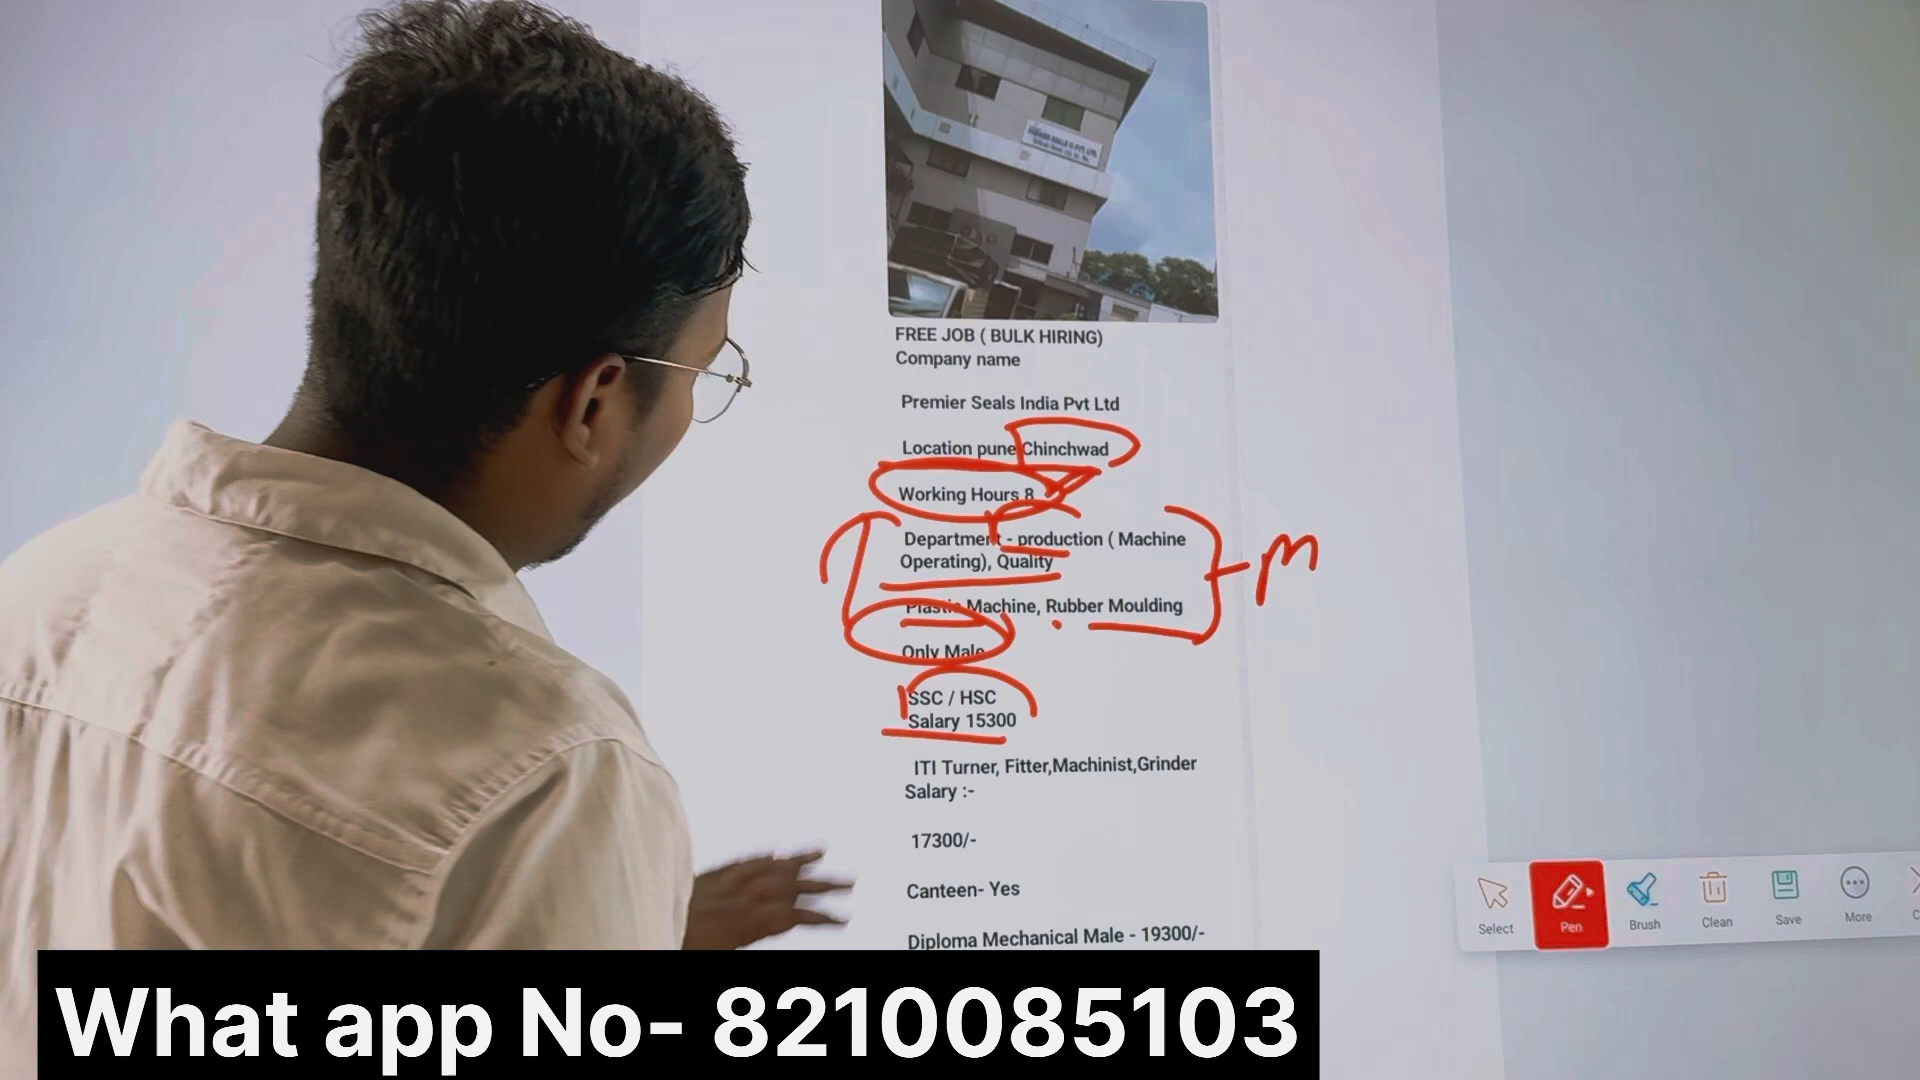 FREE JOB ( BULK HIRING)
Company name
Premier Seals India Pvt Ltd
Location pune Chinchwad
Working Hours 8
Department - production ( Machine
Operating), Quality
Plastic Machine, Rubber Moulding
M
Only Male
SSC / HSC
Salary 15300
ITI Turner, Fitter,Machinist,Grinder
Salary :-
17300/-
Canteen- Yes
Diploma Mechanical Male - 19300/-
Select
Pen
Brush
Clean
Save
More
What app No- 8210085103